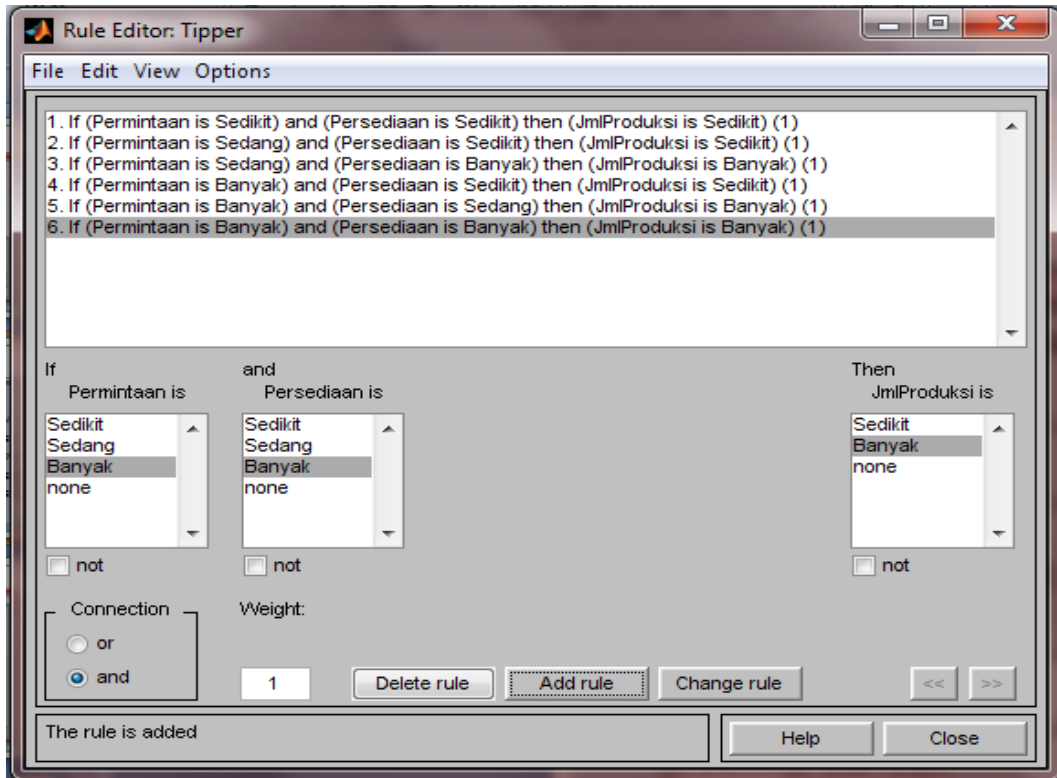 Rule Editor: Tipper
File Edit View Options
1. If (Permintaan is Sedikit) and (Persediaan is Sedikit) then (JmlProduksi is Sedikit) (1)
2. If (Permintaan is Sedang) and (Persediaan is Sedikit) then (JmlProduksi is Sedikit) (1)
3. If (Permintaan is Sedang) and (Persediaan is Banyak) then (JmlProduksi is Banyak) (1)
4. If (Permintaan is Banyak) and (Persediaan is Sedikit) then (JmlProduksi is Sedikit) (1)
5. If (Permintaan is Banyak) and (Persediaan is Sedang) then (JmlProduksi is Banyak) (1)
6. If (Permintaan is Banyak) and (Persediaan is Banyak) then (JmlProduksi is Banyak) (1)
If
Permintaan is
Sedikit
Sedang
Banyak
none
not
and
Persediaan is
Sedikit
Sedang
Banyak
none
not
Then
JmlProduksi is
Sedikit
Banyak
none
not
Connection
or
and
Weight:
1
Delete rule
Add rule
Change rule
<<
>>
The rule is added
Help
Close